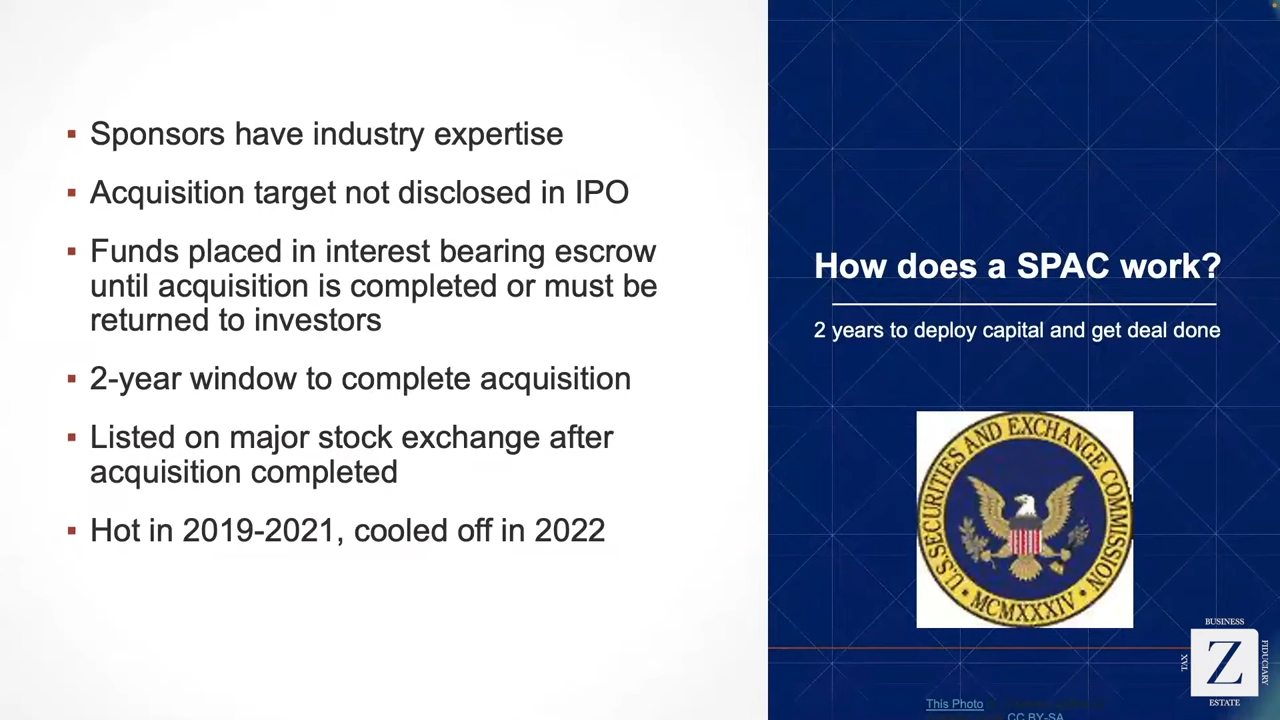 ▪ Sponsors have industry expertise
▪ Acquisition target not disclosed in IPO
▪ Funds placed in interest bearing escrow
until acquisition is completed or must be
returned to investors
▪ 2-year window to complete acquisition
▪ Listed on major stock exchange after
acquisition completed
▪ Hot in 2019-2021, cooled off in 2022
How does a SPAC work?
2 years to deploy capital and get deal done
U.S. SECURITIES AND EXCHANGE COMMISSION
• MCMXXXIV •
BUSINESS
TAX
Z
FIDUCIARY
ESTATE
This Photo
CC BY-SA